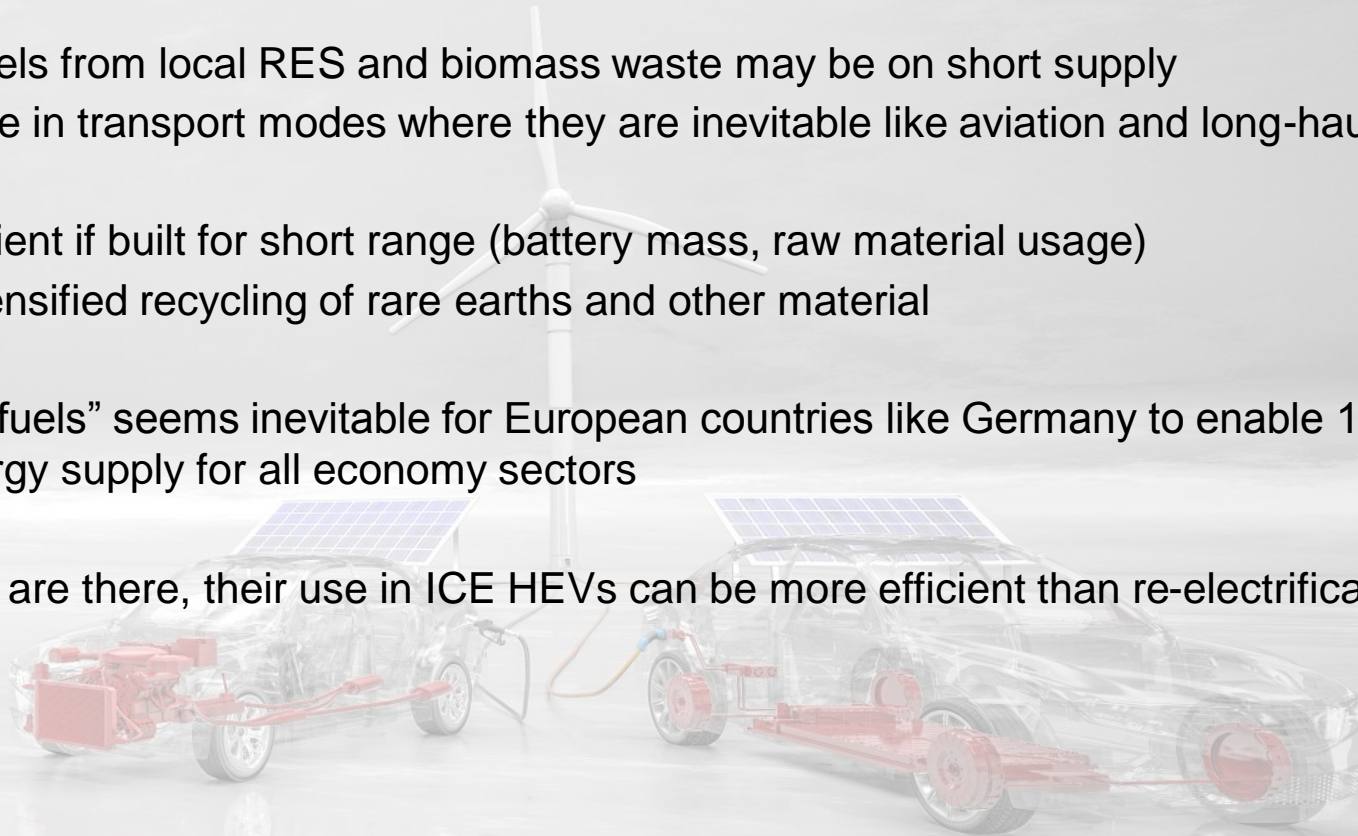 els from local RES and biomass waste may be on short supply
e in transport modes where they are inevitable like aviation and long-hau
ient if built for short range (battery mass, raw material usage)
ensified recycling of rare earths and other material
fuels” seems inevitable for European countries like Germany to enable 1
rgy supply for all economy sectors
are there, their use in ICE HEVs can be more efficient than re-electrifica